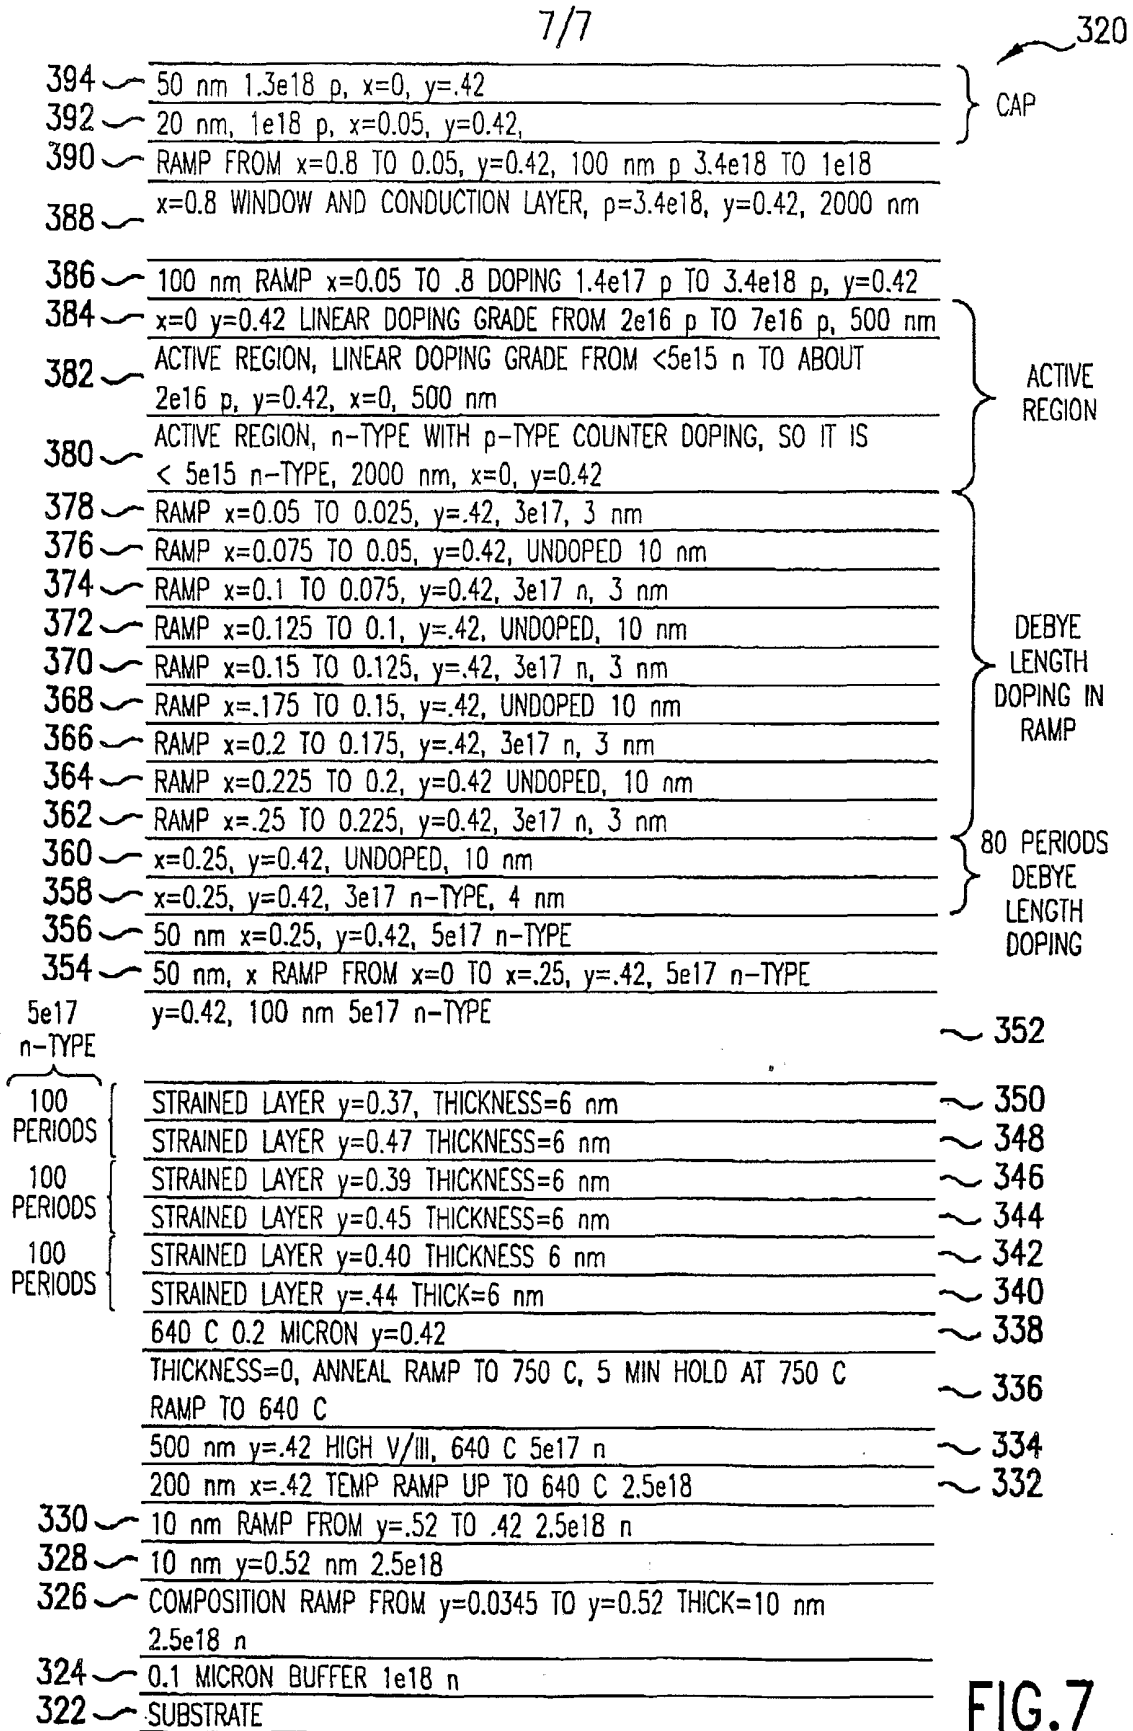 7/7
320
394 50 nm 1.3e18 p, x=0, y=.42
392 20 nm, 1e18 p, x=0.05, y=0.42,
CAP
390 RAMP FROM x=0.8 TO 0.05, y=0.42, 100 nm p 3.4e18 TO 1e18
388 x=0.8 WINDOW AND CONDUCTION LAYER, p=3.4e18, y=0.42, 2000 nm
386 100 nm RAMP x=0.05 TO .8 DOPING 1.4e17 p TO 3.4e18 p, y=0.42
384 x=0 y=0.42 LINEAR DOPING GRADE FROM 2e16 p TO 7e16 p, 500 nm
382 ACTIVE REGION, LINEAR DOPING GRADE FROM <5e15 n TO ABOUT
2e16 p, y=0.42, x=0, 500 nm
380 ACTIVE REGION, n-TYPE WITH p-TYPE COUNTER DOPING, SO IT IS
< 5e15 n-TYPE, 2000 nm, x=0, y=0.42
ACTIVE
REGION
378 RAMP x=0.05 TO 0.025, y=.42, 3e17, 3 nm
376 RAMP x=0.075 TO 0.05, y=0.42, UNDOPED 10 nm
374 RAMP x=0.1 TO 0.075, y=0.42, 3e17 n, 3 nm
372 RAMP x=0.125 TO 0.1, y=.42, UNDOPED, 10 nm
370 RAMP x=0.15 TO 0.125, y=.42, 3e17 n, 3 nm
368 RAMP x=.175 TO 0.15, y=.42, UNDOPED 10 nm
366 RAMP x=0.2 TO 0.175, y=.42, 3e17 n, 3 nm
364 RAMP x=0.225 TO 0.2, y=0.42 UNDOPED, 10 nm
362 RAMP x=.25 TO 0.225, y=0.42, 3e17 n, 3 nm
DEBYE
LENGTH
DOPING IN
RAMP
360 x=0.25, y=0.42, UNDOPED, 10 nm
358 x=0.25, y=0.42, 3e17 n-TYPE, 4 nm
80 PERIODS
DEBYE
LENGTH
DOPING
356 50 nm x=0.25, y=0.42, 5e17 n-TYPE
354 50 nm, x RAMP FROM x=0 TO x=.25, y=.42, 5e17 n-TYPE
y=0.42, 100 nm 5e17 n-TYPE 352
5e17
n-TYPE
100
PERIODS
STRAINED LAYER y=0.37, THICKNESS=6 nm 350
STRAINED LAYER y=0.47 THICKNESS=6 nm 348
100
PERIODS
STRAINED LAYER y=0.39 THICKNESS=6 nm 346
STRAINED LAYER y=0.45 THICKNESS=6 nm 344
100
PERIODS
STRAINED LAYER y=0.40 THICKNESS 6 nm 342
STRAINED LAYER y=.44 THICK=6 nm 340
640 C 0.2 MICRON y=0.42 338
THICKNESS=0, ANNEAL RAMP TO 750 C, 5 MIN HOLD AT 750 C
RAMP TO 640 C 336
500 nm y=.42 HIGH V/III, 640 C 5e17 n 334
200 nm x=.42 TEMP RAMP UP TO 640 C 2.5e18 332
330 10 nm RAMP FROM y=.52 TO .42 2.5e18 n
328 10 nm y=0.52 nm 2.5e18
326 COMPOSITION RAMP FROM y=0.0345 TO y=0.52 THICK=10 nm
2.5e18 n
324 0.1 MICRON BUFFER 1e18 n
322 SUBSTRATE
FIG.7